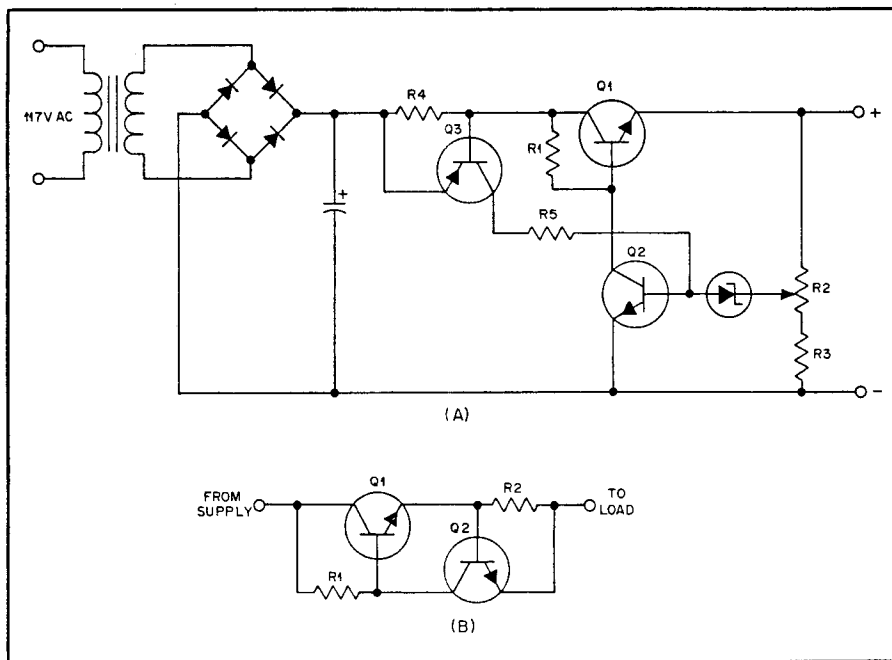 117V AC
+
R4
Q3
R1
Q1
R5
Q2
R2
R3
+
-
(A)
FROM
SUPPLY
Q1
R2
TO
LOAD
Q2
R1
(B)